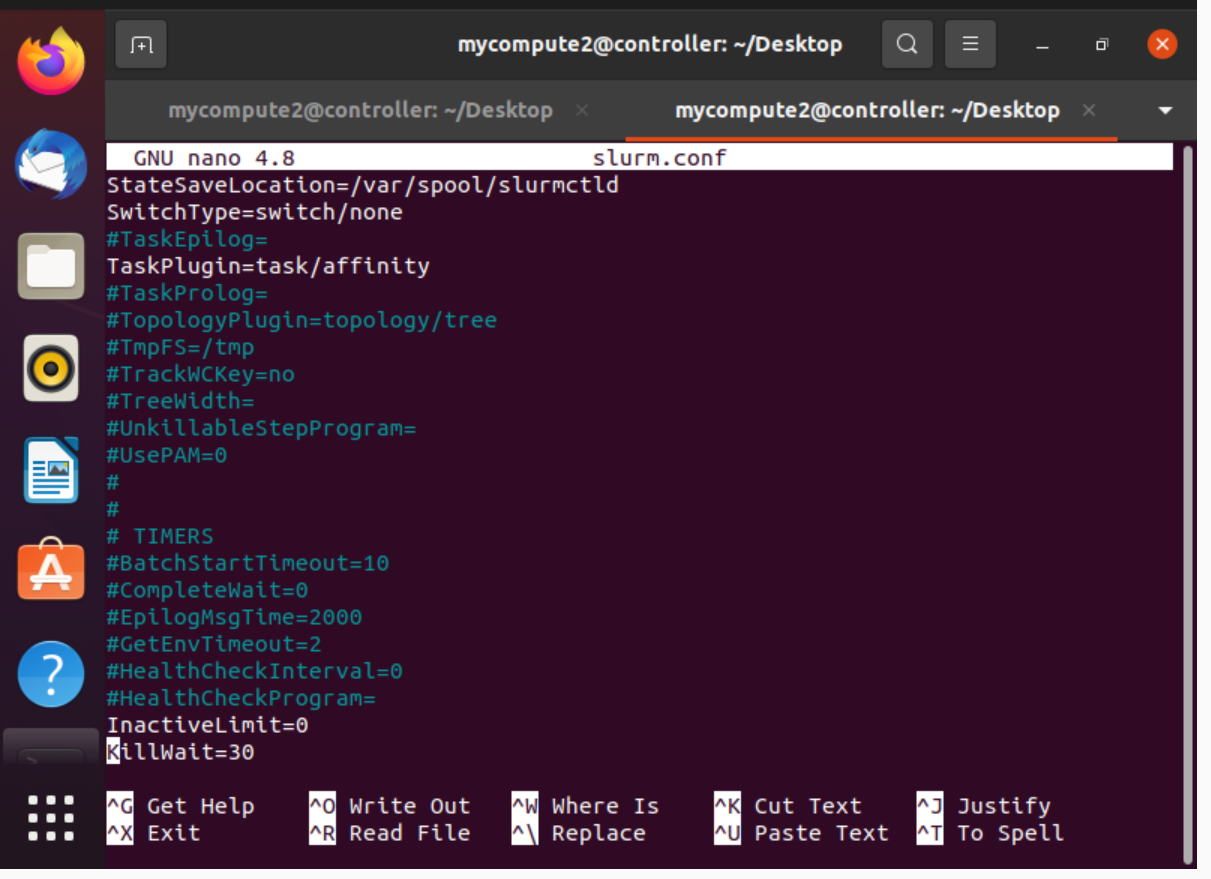 mycompute2@controller: ~/Desktop
mycompute2@controller: ~/Desktop × mycompute2@controller: ~/Desktop ×
GNU nano 4.8 slurm.conf
StateSaveLocation=/var/spool/slurmctld
SwitchType=switch/none
#TaskEpilog=
TaskPlugin=task/affinity
#TaskProlog=
#TopologyPlugin=topology/tree
#TmpFS=/tmp
#TrackWCKey=no
#TreeWidth=
#UnkillableStepProgram=
#UsePAM=0
#
#
# TIMERS
#BatchStartTimeout=10
#CompleteWait=0
#EpilogMsgTime=2000
#GetEnvTimeout=2
#HealthCheckInterval=0
#HealthCheckProgram=
InactiveLimit=0
KillWait=30
^G Get Help ^O Write Out ^W Where Is ^K Cut Text ^J Justify
^X Exit ^R Read File ^\ Replace ^U Paste Text ^T To Spell